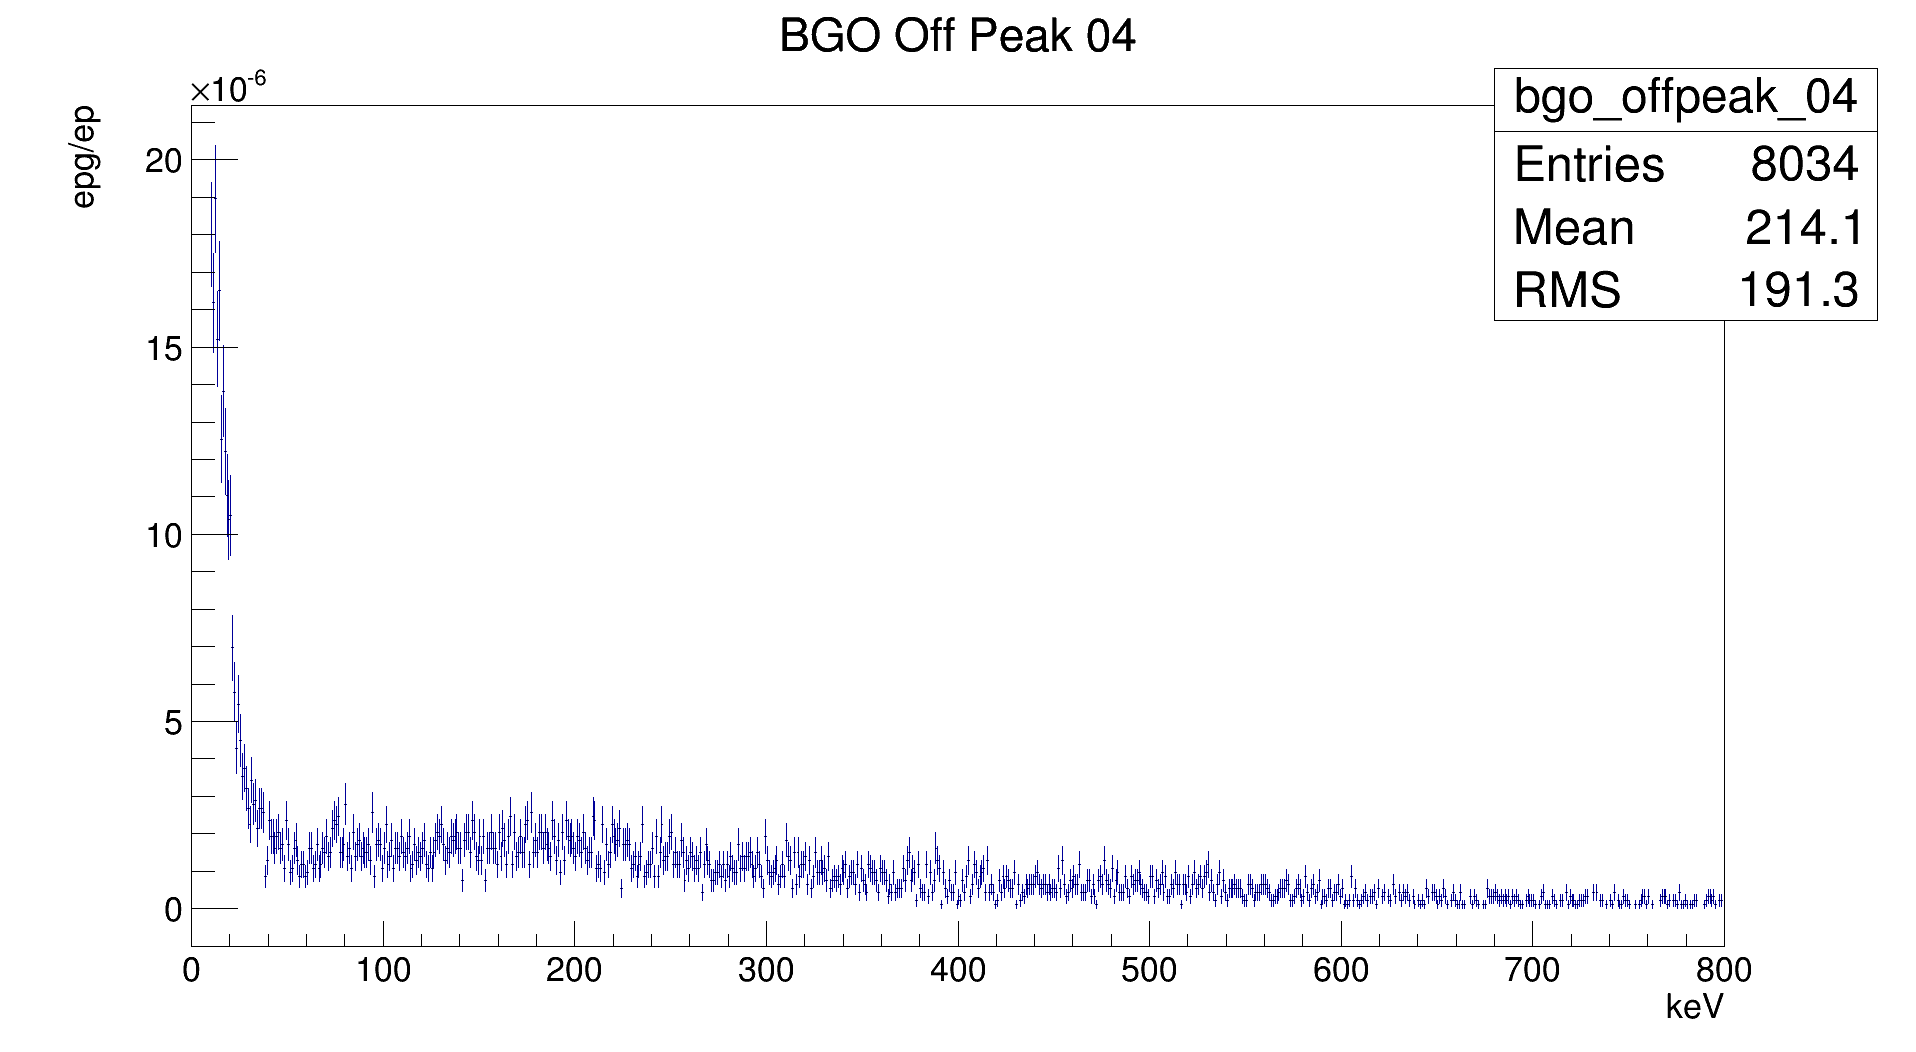 BGO Off Peak 04
×10-6
epg/ep
bgo_offpeak_04
Entries 8034
Mean 214.1
RMS 191.3
20
15
10
5
0
0 100 200 300 400 500 600 700 800
keV